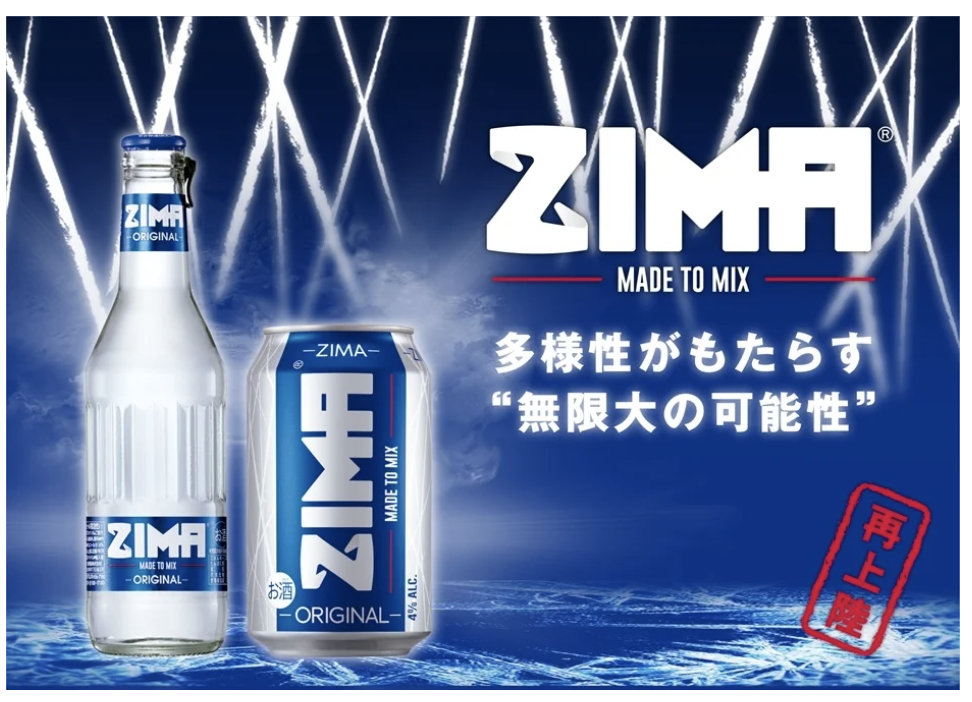 ZIMA®
MADE TO MIX
多様性がもたらす
“無限大の可能性”
再上陸
ZIMA
-ORIGINAL-
ZIMA
MADE TO MIX
-ORIGINAL-
-ZIMA-
ZIMA®
MADE TO MIX
お酒
4% ALC.
-ORIGINAL-